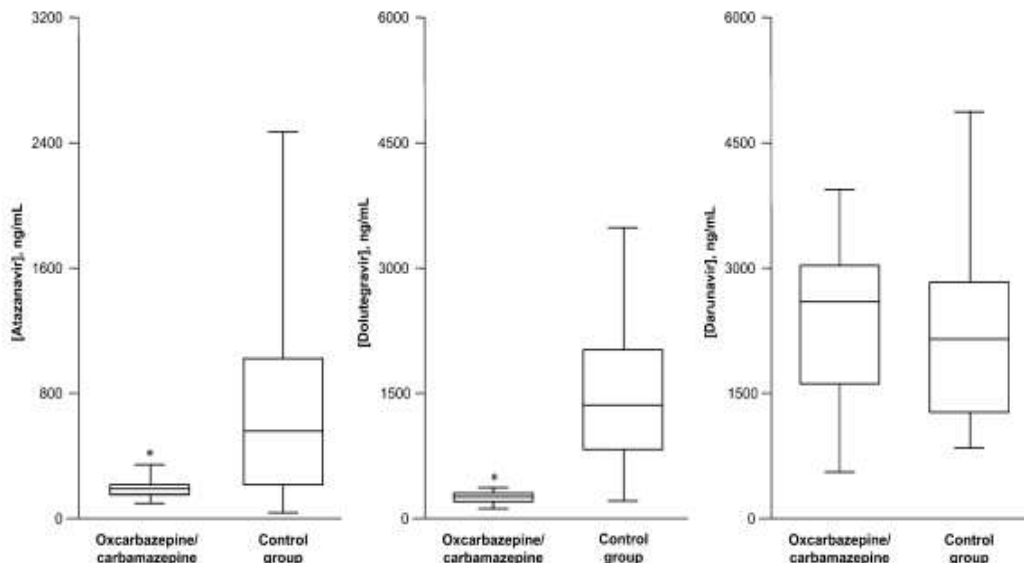 [Atazanavir], ng/mL
3200
2400
1600
800
0
Oxcarbazepine/
carbamazepine
Control
group
[Dolutegravir], ng/mL
6000
4500
3000
1500
0
*
*
Oxcarbazepine/
carbamazepine
Control
group
[Darunavir], ng/mL
6000
4500
3000
1500
0
Oxcarbazepine/
carbamazepine
Control
group